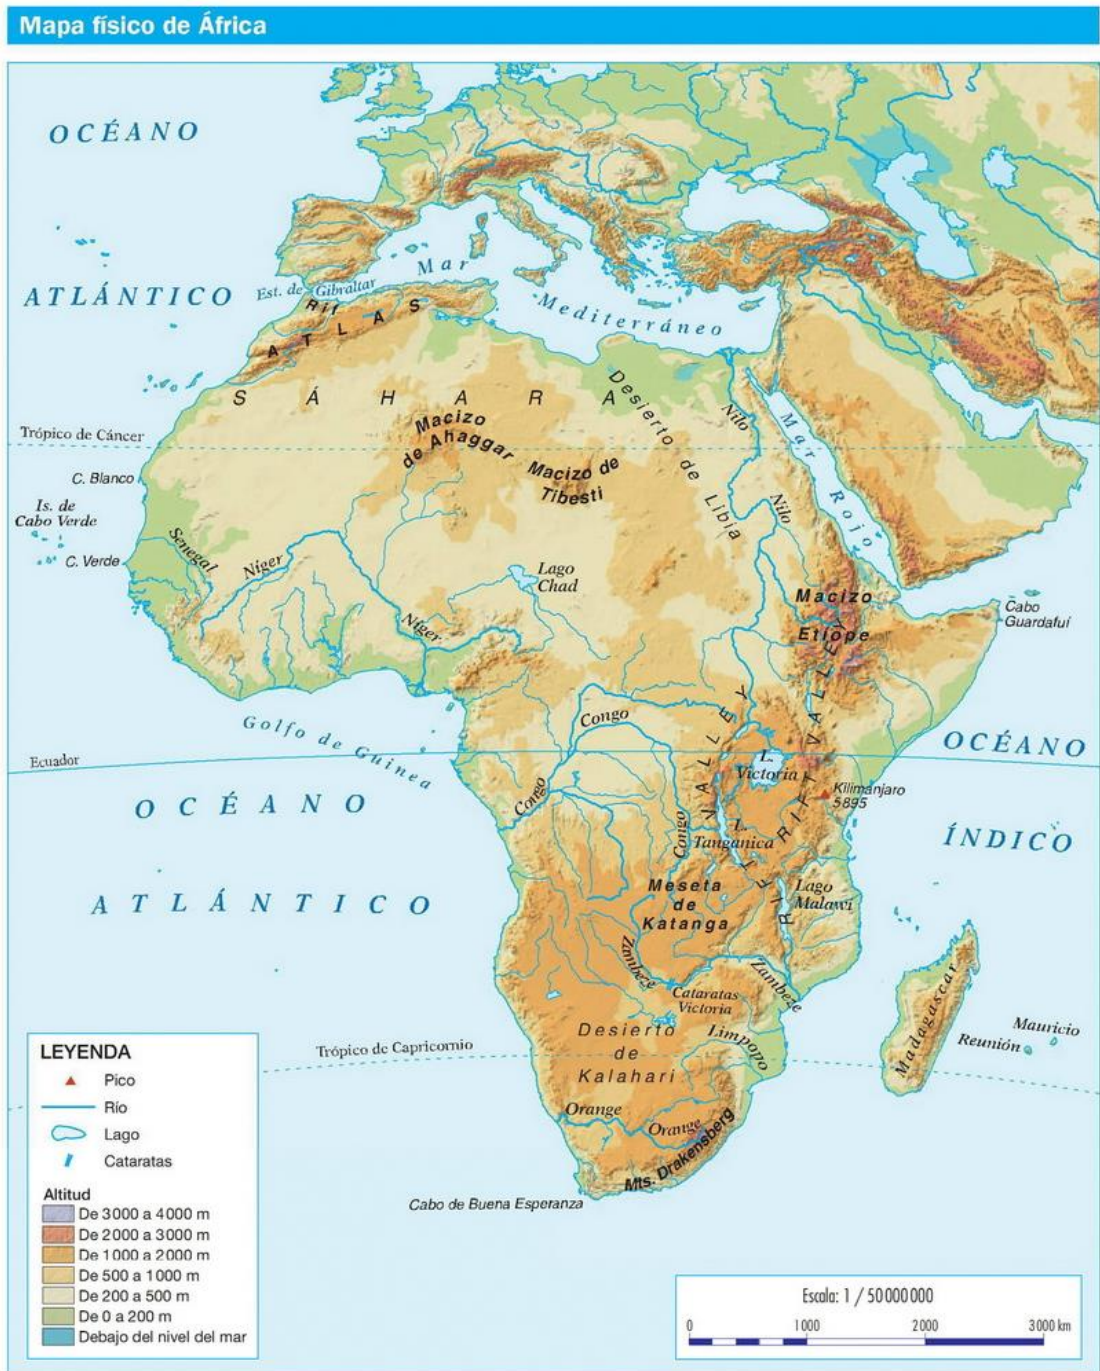 Mapa físico de África
OCÉANO
ATLÁNTICO
Mar
Mediterráneo
Est. de Gibraltar
Rif
ATLAS
SÁHARA
Macizo
de Ahaggar
Macizo de
Tibesti
Desierto de Libia
Nilo
Nilo
Mar Rojo
Trópico de Cáncer
C. Blanco
Is. de
Cabo Verde
C. Verde
Senegal
Níger
Níger
Lago
Chad
Macizo
Etíope
Cabo
Guardafuí
Golfo de Guinea
Ecuador
Congo
Congo
Congo
RIFT VALLEY
RIFT VALLEY
L.
Victoria
Kilimanjaro
5895
L.
Tanganica
OCÉANO
ÍNDICO
OCÉANO
ATLÁNTICO
Meseta
de
Katanga
Lago
Malawi
Zambeze
Zambeze
Cataratas
Victoria
Desierto
de
Kalahari
Limpopo
Madagascar
Mauricio
Reunión
Trópico de Capricornio
Orange
Orange
Mts. Drakensberg
Cabo de Buena Esperanza
LEYENDA
Pico
Río
Lago
Cataratas
Altitud
De 3000 a 4000 m
De 2000 a 3000 m
De 1000 a 2000 m
De 500 a 1000 m
De 200 a 500 m
De 0 a 200 m
Debajo del nivel del mar
Escala: 1 / 50 000 000
0 1000 2000 3000 km